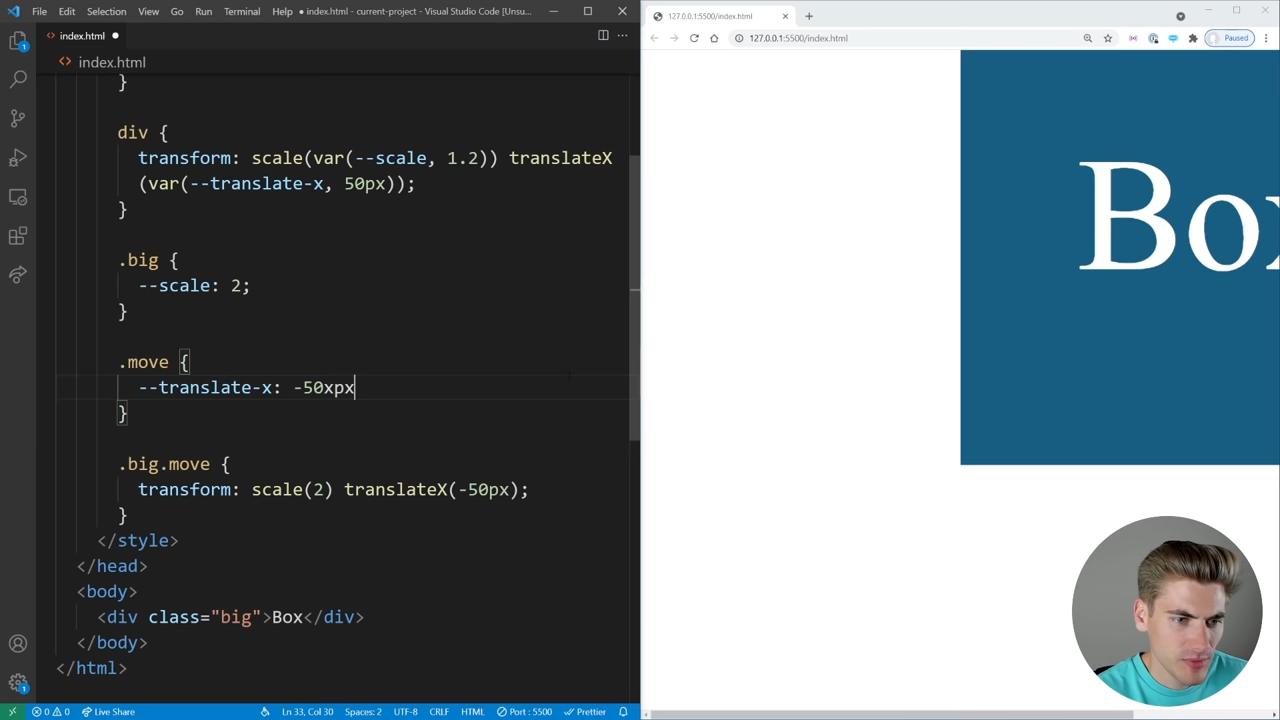 File Edit Selection View Go Run Terminal Help ● index.html - current-project - Visual Studio Code [Unsu...
index.html ●
<> index.html
}
div {
transform: scale(var(--scale, 1.2)) translateX
(var(--translate-x, 50px));
}
.big {
--scale: 2;
}
.move {
--translate-x: -50xpx
}
.big.move {
transform: scale(2) translateX(-50px);
}
</style>
</head>
<body>
<div class="big">Box</div>
</body>
</html>
0 0 Live Share Ln 33, Col 30 Spaces: 2 UTF-8 CRLF HTML Port : 5500 Prettier
127.0.0.1:5500/index.html
127.0.0.1:5500/index.html Paused
Box